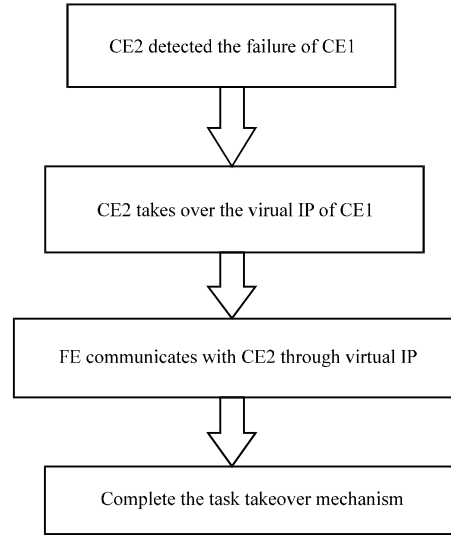 CE2 detected the failure of CE1
CE2 takes over the virual IP of CE1
FE communicates with CE2 through virtual IP
Complete the task takeover mechanism